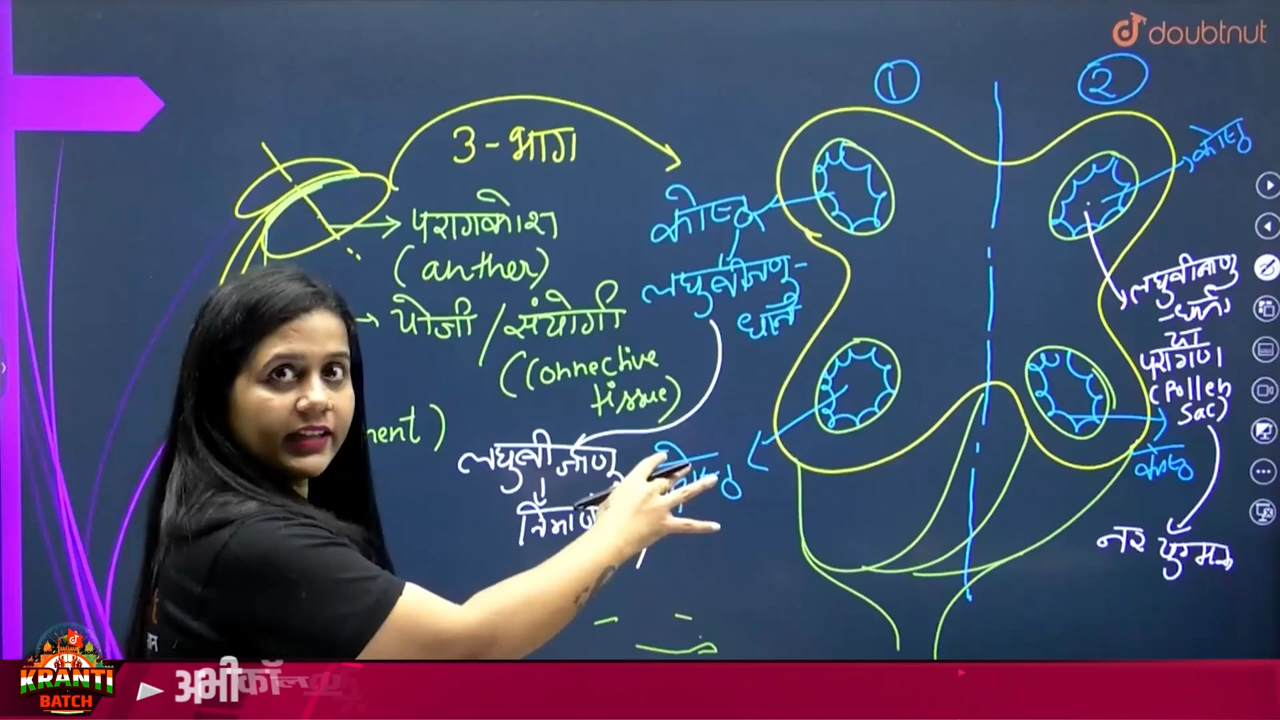 doubtnut
1
2
3-भाग
परागकोश
(anther)
योजी/संयोगी
(Connective
tissue)
ment)
कोष्ठ
लघुबीजाणु-
धानी
लघुबीजाणु
निर्माण
कोष्ठ
लघुबीजाणु
-धानी
या
परागपुट
(Pollen
Sac)
कोष्ठ
नर युग्मक
KRANTI
BATCH
अभी कॉल